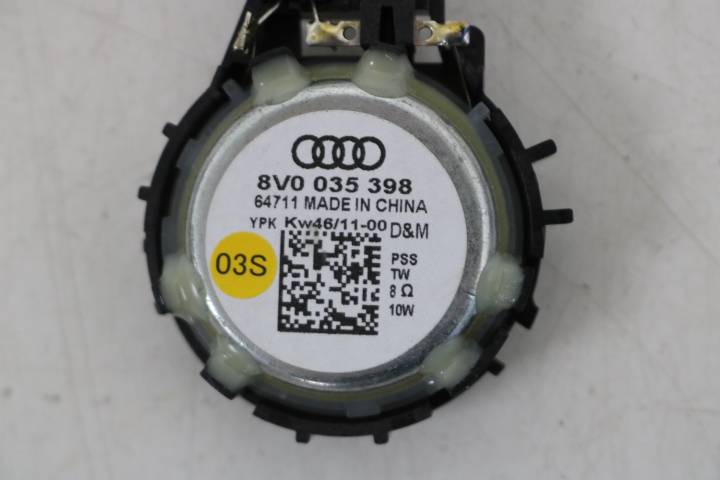 8V0 035 398
64711 MADE IN CHINA
YPK Kw46/11-00 D&M
03S
PSS
TW
8 Ω
10W